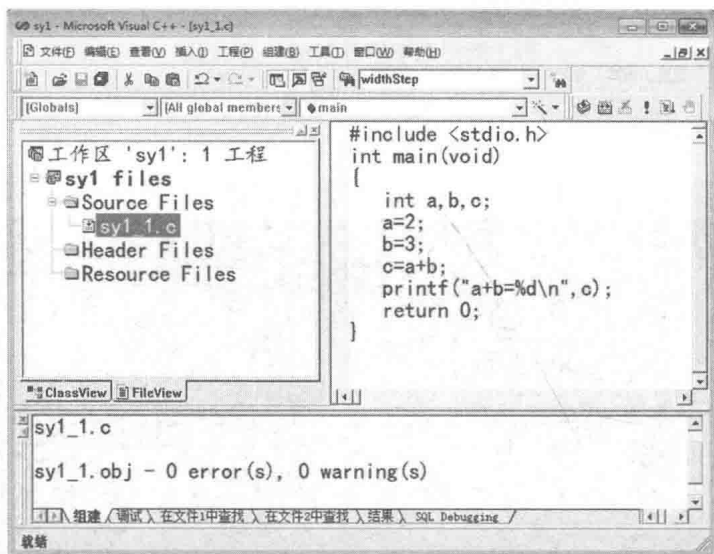 sy1 - Microsoft Visual C++ - [sy1_1.c]
文件(F) 编辑(E) 查看(V) 插入(I) 工程(P) 组建(B) 工具(T) 窗口(W) 帮助(H)
widthStep
(Globals) (All global members main
工作区 'sy1': 1 工程
sy1 files
Source Files
sy1_1.c
Header Files
Resource Files
ClassView FileView
#include <stdio.h>
int main(void)
{
int a,b,c;
a=2;
b=3;
c=a+b;
printf("a+b=%d\n",c);
return 0;
}
sy1_1.c
sy1_1.obj - 0 error(s), 0 warning(s)
组建 调试 在文件1中查找 在文件2中查找 结果 SQL Debugging
就绪